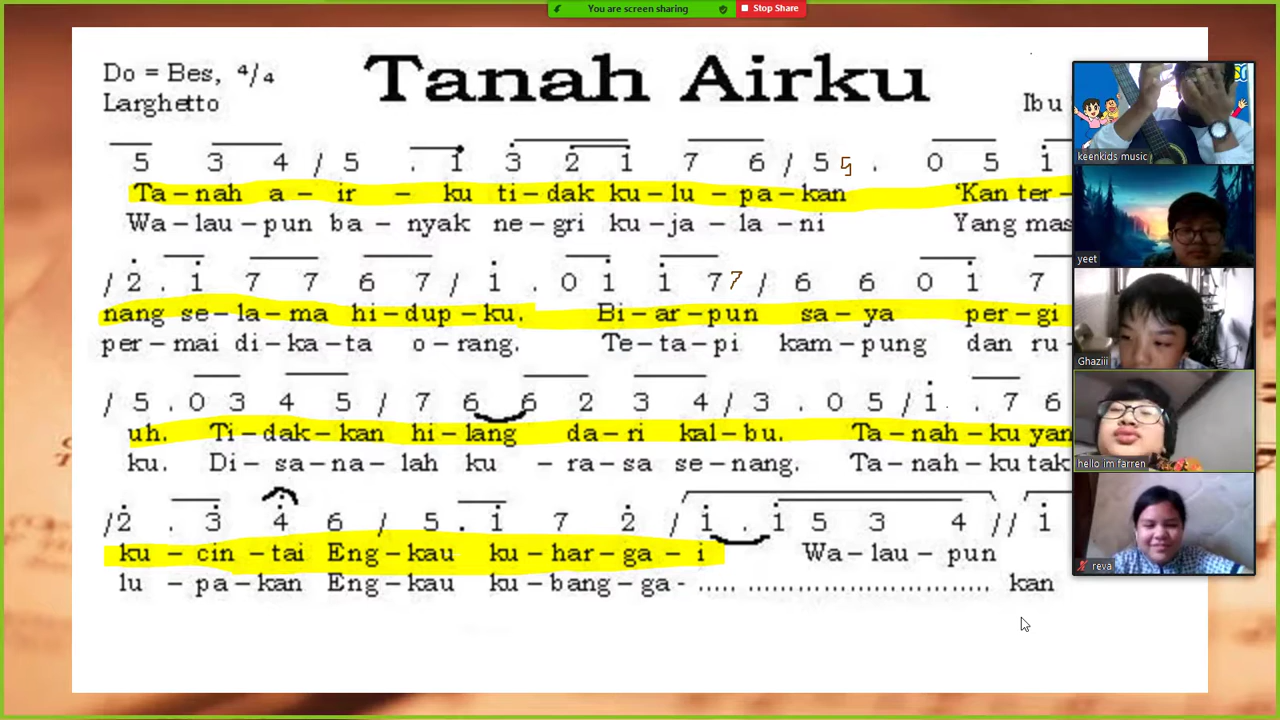 You are screen sharing Stop Share
Do = Bes, 4/4 Tanah Airku
Larghetto Ibu
5 3 4 / 5 . 1 3 2 1 7 6 / 5 5 . 0 5 1
Ta – nah a – ir – ku ti – dak ku – lu – pa – kan ‘Kan ter –
Wa – lau – pun ba – nyak ne – gri ku – ja – la – ni Yang mas
/ 2 . 1 7 7 6 7 / 1 . 0 1 1 7 7 / 6 6 0 1 7
nang se – la – ma hi – dup – ku. Bi – ar – pun sa – ya per – gi
per – mai di – ka – ta o – rang. Te – ta – pi kam – pung dan ru –
/ 5 . 0 3 4 5 / 7 6 6 2 3 4 / 3 . 0 5 / 1 . 7 6
uh. Ti – dak – kan hi – lang da – ri kal – bu. Ta – nah – ku yan
ku. Di – sa – na – lah ku – ra – sa se – nang. Ta – nah – ku tak
/ 2 . 3 4 6 / 5 . 1 7 2 / 1 . 1 5 3 4 // 1
ku – cin – tai Eng – kau ku – har – ga – i Wa – lau – pun
lu – pa – kan Eng – kau ku – bang – ga - ..... ............................ kan
keenkids music
yeet
Ghaziii
hello im farren
reva